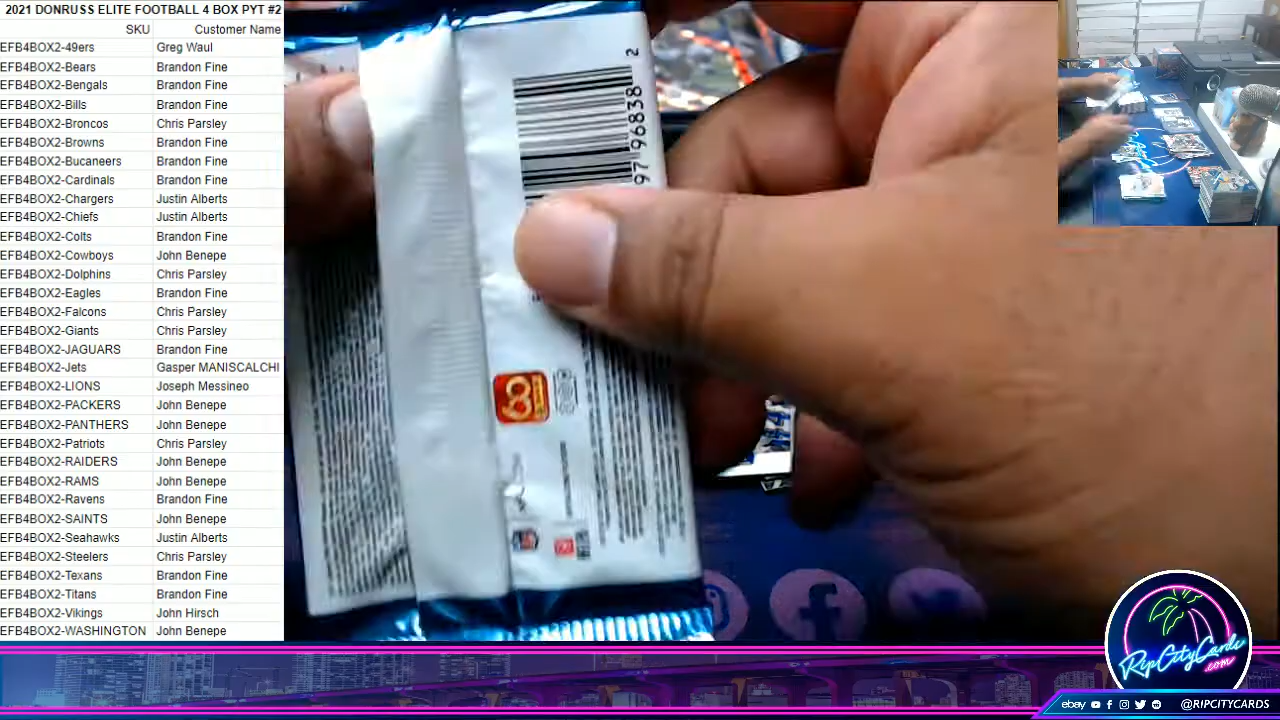 2021 DONRUSS ELITE FOOTBALL 4 BOX PYT #2
SKU Customer Name
EFB4BOX2-49ers Greg Waul
EFB4BOX2-Bears Brandon Fine
EFB4BOX2-Bengals Brandon Fine
EFB4BOX2-Bills Brandon Fine
EFB4BOX2-Broncos Chris Parsley
EFB4BOX2-Browns Brandon Fine
EFB4BOX2-Bucaneers Brandon Fine
EFB4BOX2-Cardinals Brandon Fine
EFB4BOX2-Chargers Justin Alberts
EFB4BOX2-Chiefs Justin Alberts
EFB4BOX2-Colts Brandon Fine
EFB4BOX2-Cowboys John Benepe
EFB4BOX2-Dolphins Chris Parsley
EFB4BOX2-Eagles Brandon Fine
EFB4BOX2-Falcons Chris Parsley
EFB4BOX2-Giants Chris Parsley
EFB4BOX2-JAGUARS Brandon Fine
EFB4BOX2-Jets Gasper MANISCALCHI
EFB4BOX2-LIONS Joseph Messineo
EFB4BOX2-PACKERS John Benepe
EFB4BOX2-PANTHERS John Benepe
EFB4BOX2-Patriots Chris Parsley
EFB4BOX2-RAIDERS John Benepe
EFB4BOX2-RAMS John Benepe
EFB4BOX2-Ravens Brandon Fine
EFB4BOX2-SAINTS John Benepe
EFB4BOX2-Seahawks Justin Alberts
EFB4BOX2-Steelers Chris Parsley
EFB4BOX2-Texans Brandon Fine
EFB4BOX2-Titans Brandon Fine
EFB4BOX2-Vikings John Hirsch
EFB4BOX2-WASHINGTON John Benepe
97 96838 2
RipCityCards
.com
ebay @RIPCITYCARDS